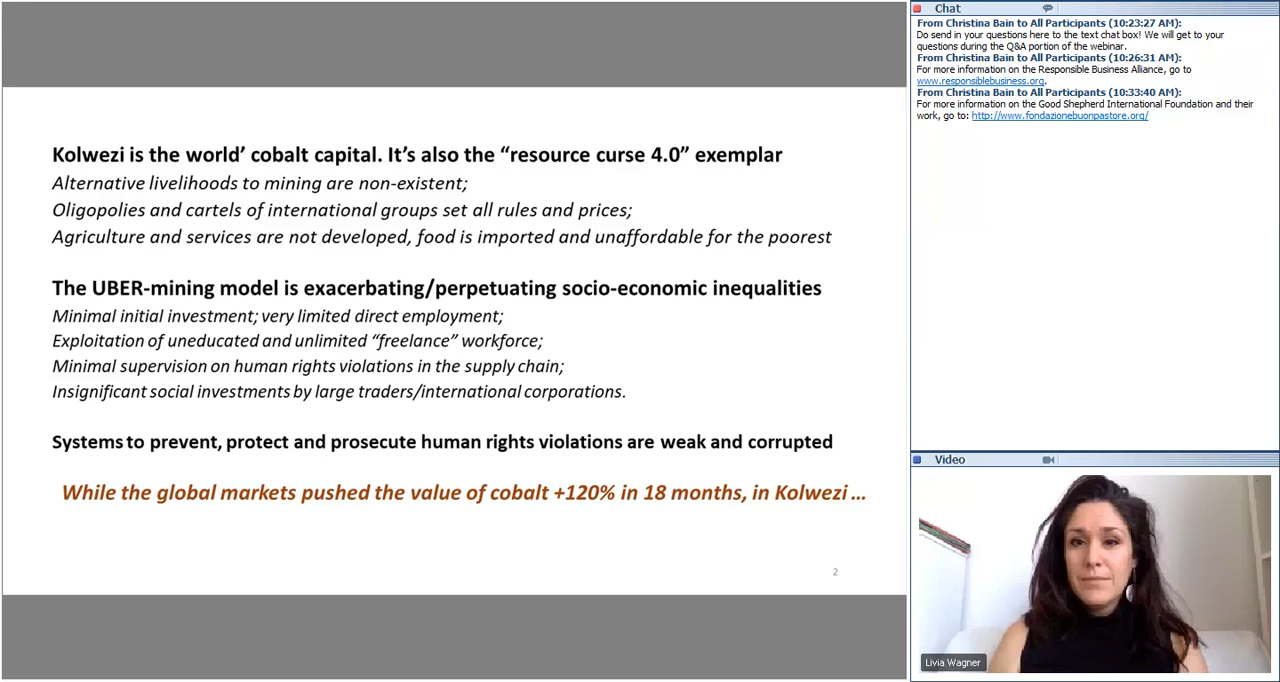 Kolwezi is the world’ cobalt capital. It’s also the “resource curse 4.0” exemplar
Alternative livelihoods to mining are non-existent;
Oligopolies and cartels of international groups set all rules and prices;
Agriculture and services are not developed, food is imported and unaffordable for the poorest
The UBER-mining model is exacerbating/perpetuating socio-economic inequalities
Minimal initial investment; very limited direct employment;
Exploitation of uneducated and unlimited “freelance” workforce;
Minimal supervision on human rights violations in the supply chain;
Insignificant social investments by large traders/international corporations.
Systems to prevent, protect and prosecute human rights violations are weak and corrupted
While the global markets pushed the value of cobalt +120% in 18 months, in Kolwezi ...
2
Chat
From Christina Bain to All Participants (10:23:27 AM):
Do send in your questions here to the text chat box! We will get to your
questions during the Q&A portion of the webinar.
From Christina Bain to All Participants (10:26:31 AM):
For more information on the Responsible Business Alliance, go to
www.responsiblebusiness.org.
From Christina Bain to All Participants (10:33:40 AM):
For more information on the Good Shepherd International Foundation and their
work, go to: http://www.fondazionebuonpastore.org/
Video
Livia Wagner